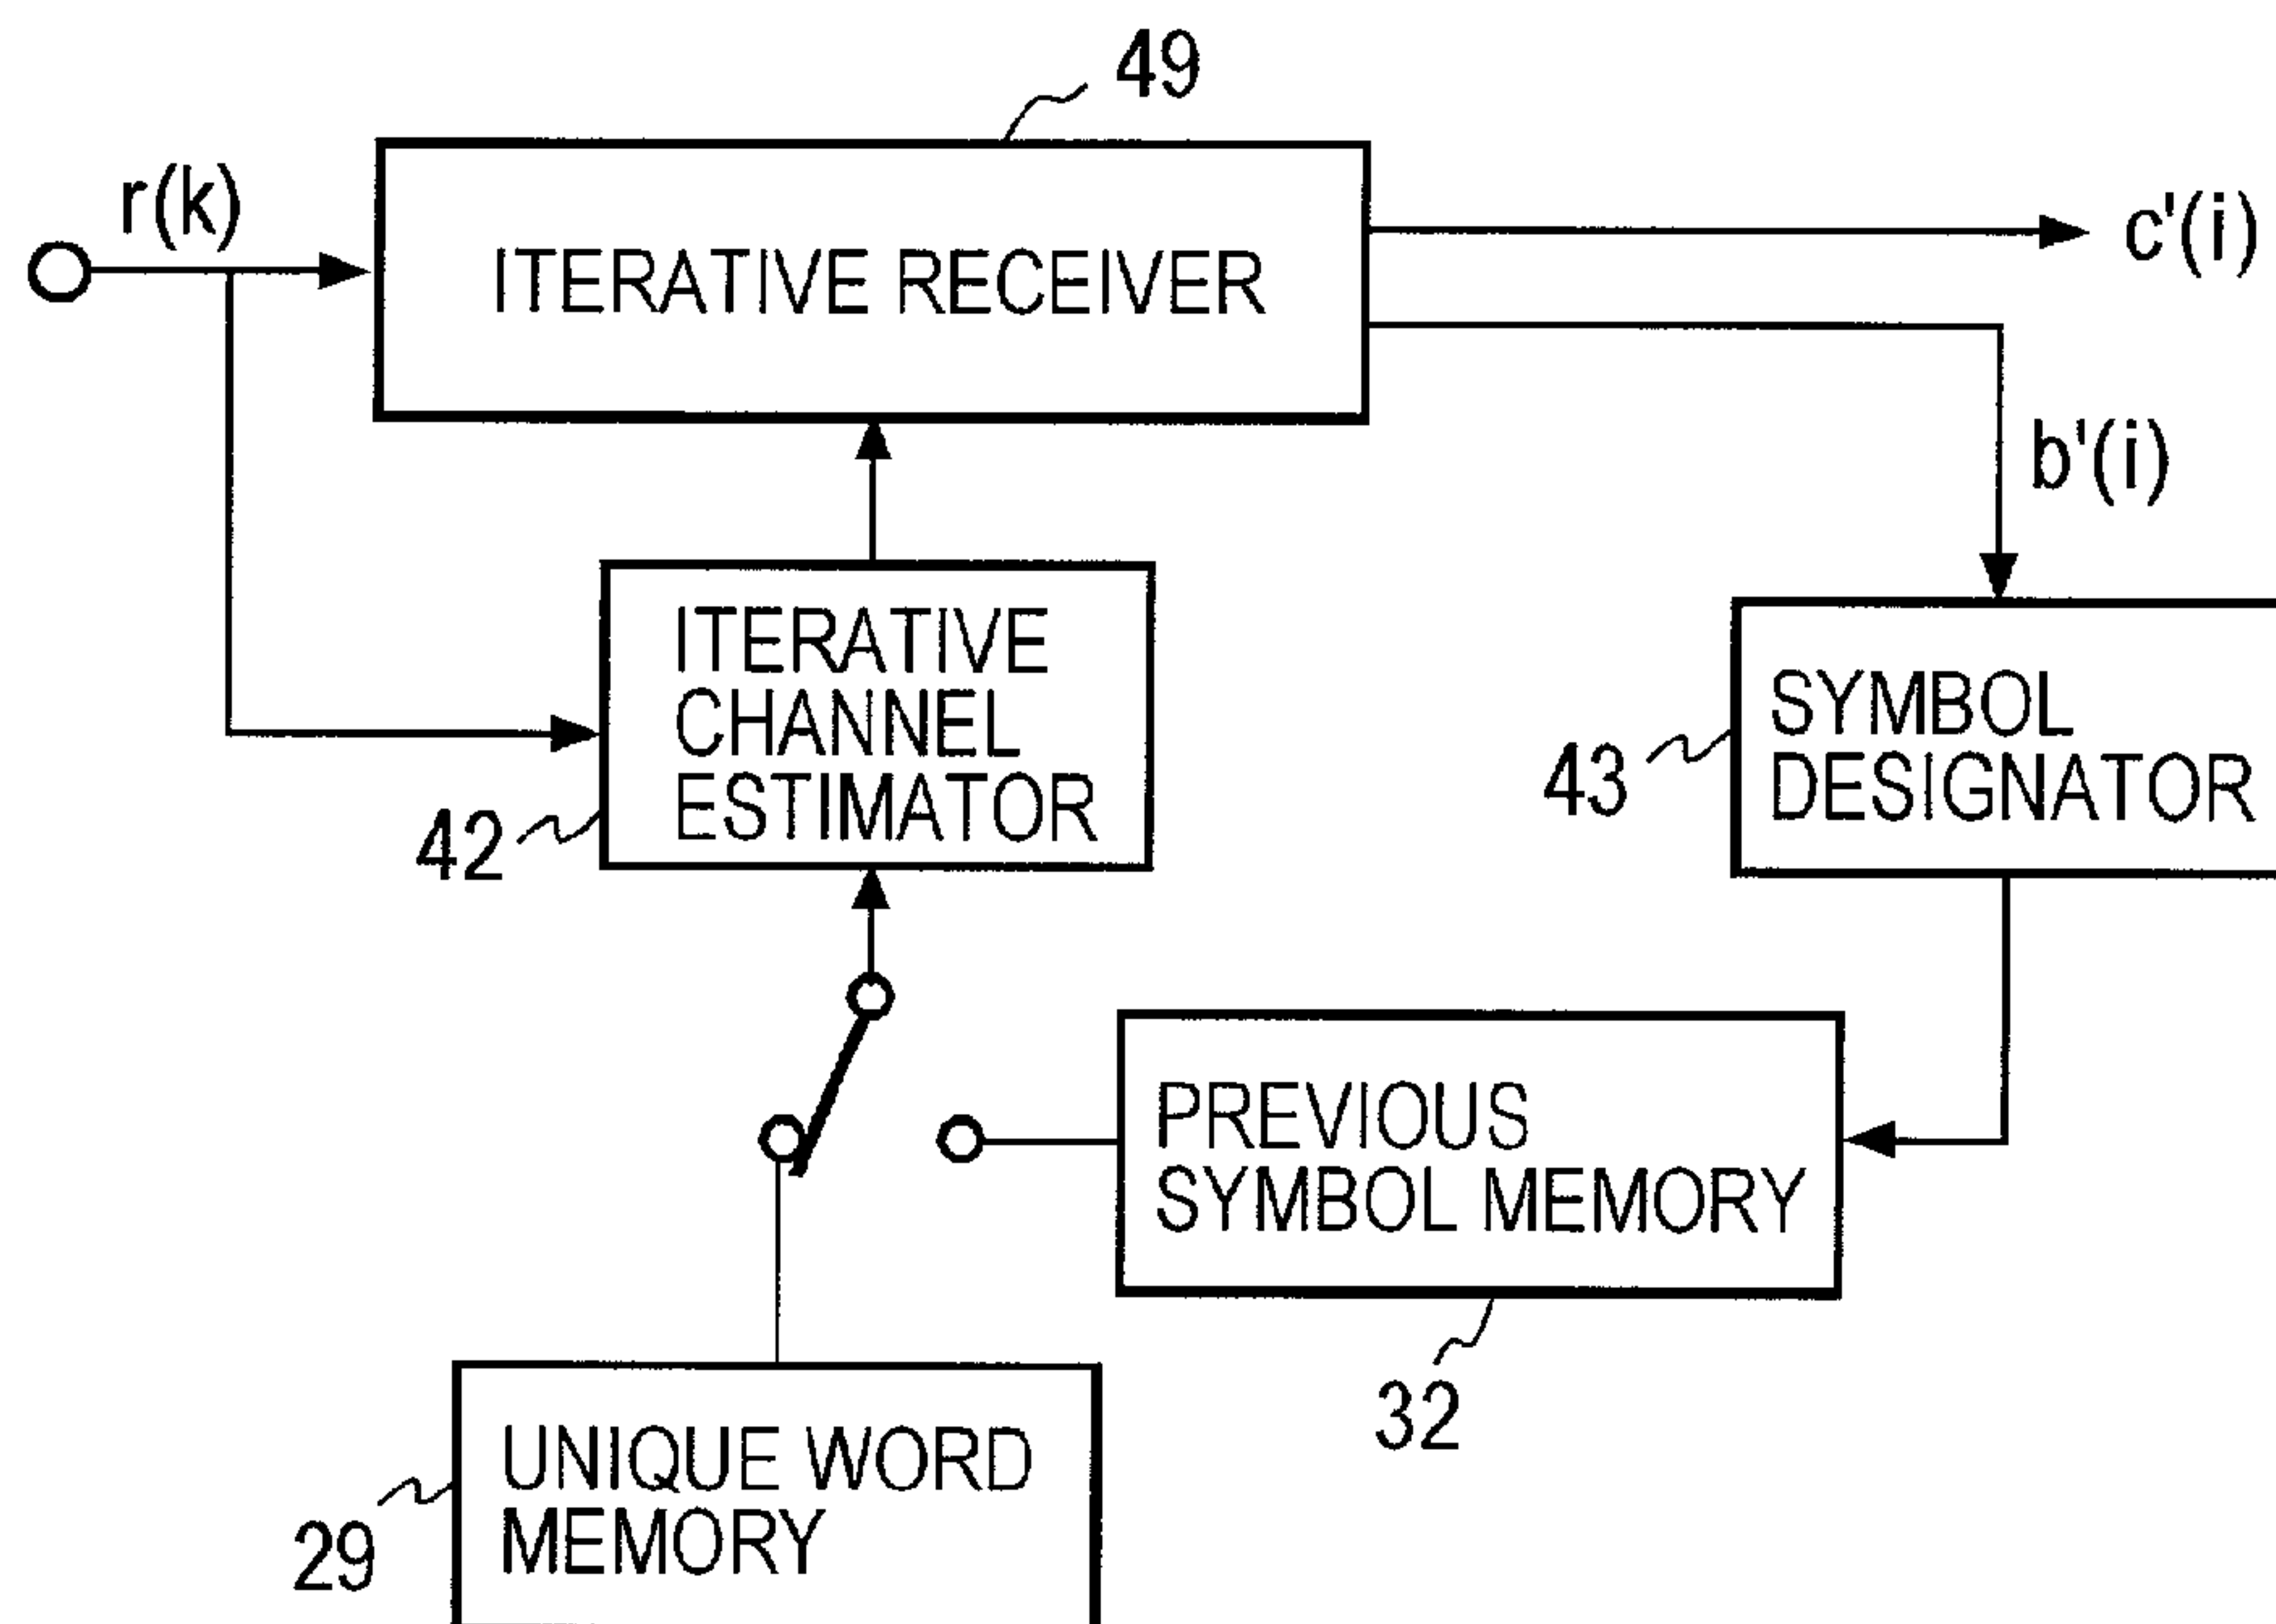 49
r(k)
ITERATIVE RECEIVER
c'(i)
b'(i)
ITERATIVE
CHANNEL
ESTIMATOR
42
SYMBOL
DESIGNATOR
43
PREVIOUS
SYMBOL MEMORY
32
UNIQUE WORD
MEMORY
29